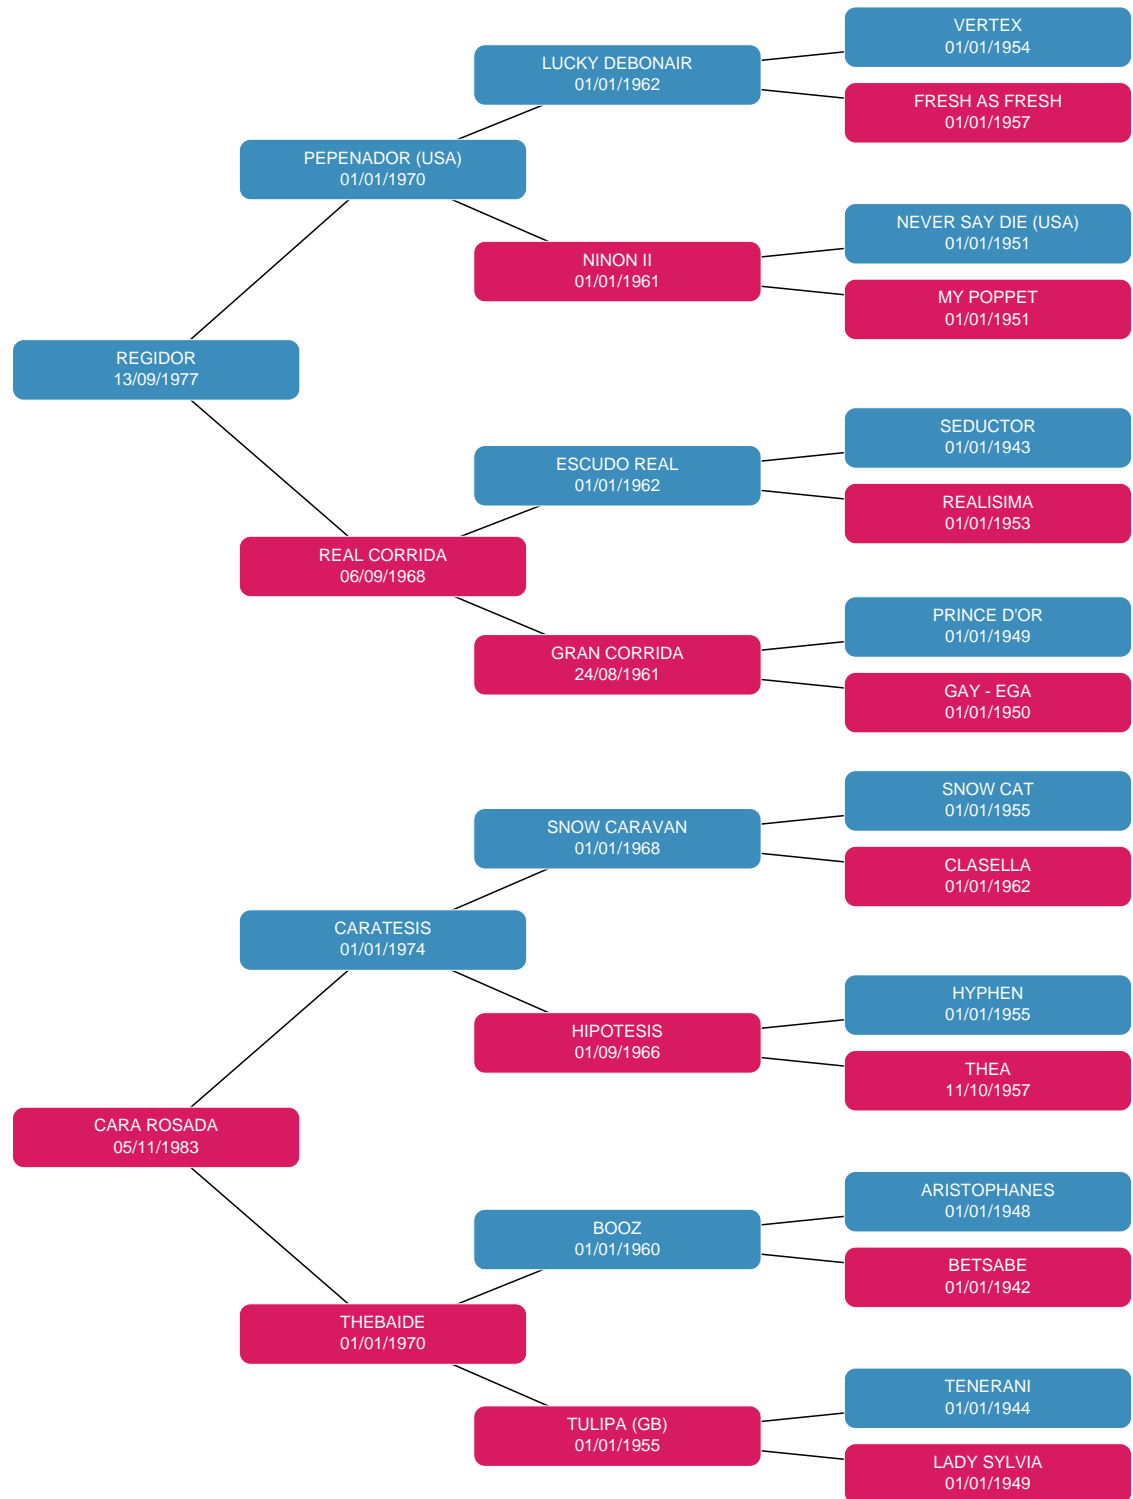 VERTEX
01/01/1954
LUCKY DEBONAIR
01/01/1962
FRESH AS FRESH
01/01/1957
PEPENADOR (USA)
01/01/1970
NEVER SAY DIE (USA)
01/01/1951
NINON II
01/01/1961
MY POPPET
01/01/1951
REGIDOR
13/09/1977
SEDUCTOR
01/01/1943
ESCUDO REAL
01/01/1962
REALISIMA
01/01/1953
REAL CORRIDA
06/09/1968
PRINCE D'OR
01/01/1949
GRAN CORRIDA
24/08/1961
GAY - EGA
01/01/1950
SNOW CAT
01/01/1955
SNOW CARAVAN
01/01/1968
CLASELLA
01/01/1962
CARATESIS
01/01/1974
HYPHEN
01/01/1955
HIPOTESIS
01/09/1966
THEA
11/10/1957
CARA ROSADA
05/11/1983
ARISTOPHANES
01/01/1948
BOOZ
01/01/1960
BETSABE
01/01/1942
THEBAIDE
01/01/1970
TENERANI
01/01/1944
TULIPA (GB)
01/01/1955
LADY SYLVIA
01/01/1949